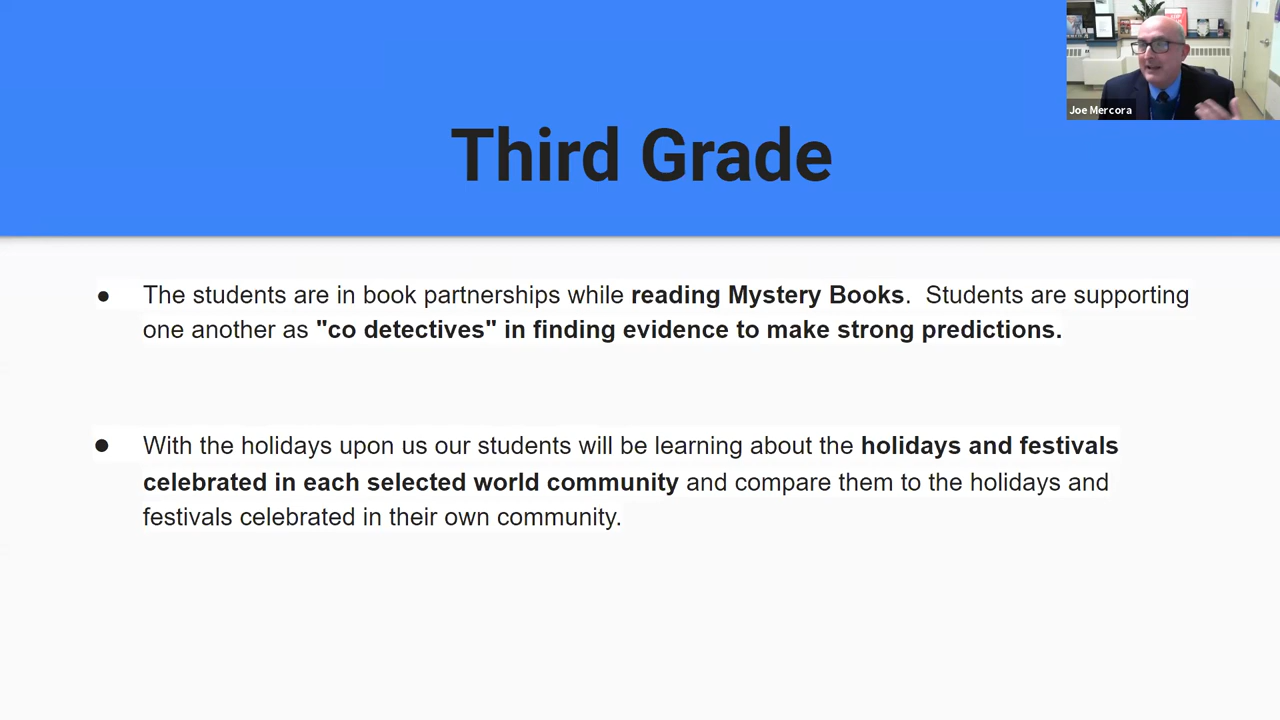 Joe Mercora
Third Grade
● The students are in book partnerships while reading Mystery Books.  Students are supporting
one another as "co detectives" in finding evidence to make strong predictions.
● With the holidays upon us our students will be learning about the holidays and festivals
celebrated in each selected world community and compare them to the holidays and
festivals celebrated in their own community.